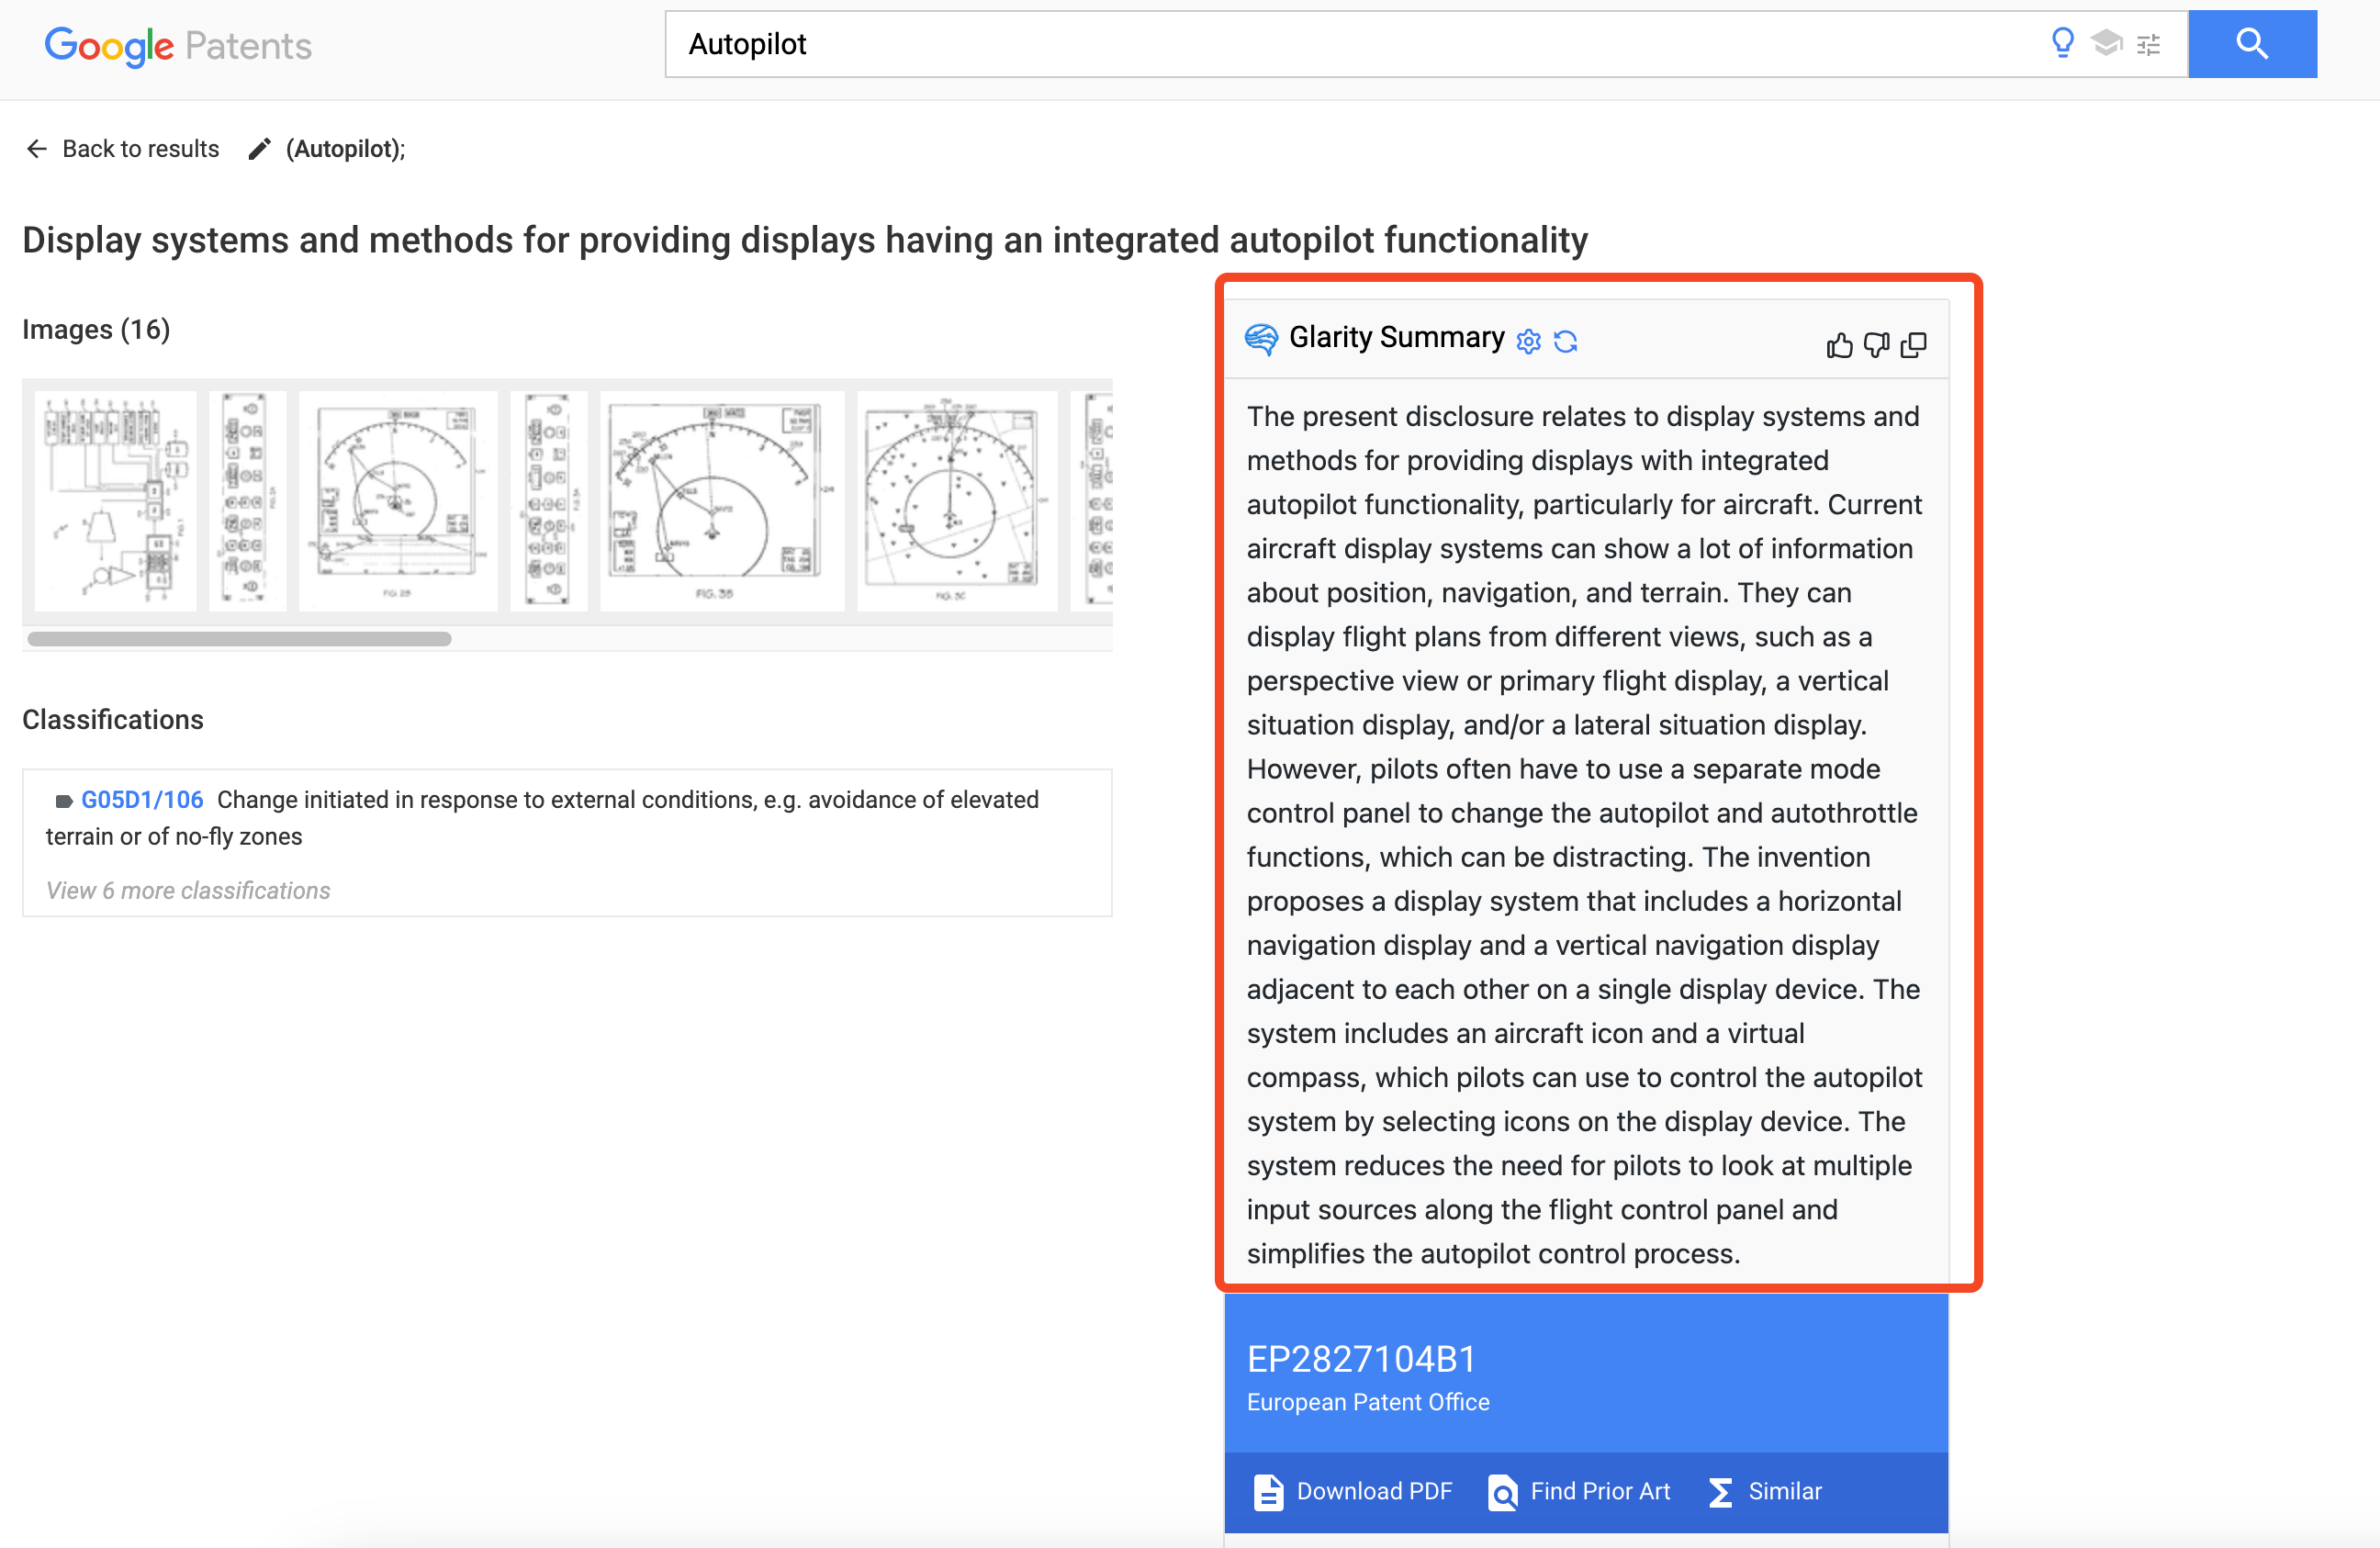 Google Patents
Autopilot
Back to results
(Autopilot);
Display systems and methods for providing displays having an integrated autopilot functionality
Images (16)
FIG. 2B
FIG. 3B
FIG. 3C
Classifications
G05D1/106 Change initiated in response to external conditions, e.g. avoidance of elevated
terrain or of no-fly zones
View 6 more classifications
Glarity Summary
The present disclosure relates to display systems and
methods for providing displays with integrated
autopilot functionality, particularly for aircraft. Current
aircraft display systems can show a lot of information
about position, navigation, and terrain. They can
display flight plans from different views, such as a
perspective view or primary flight display, a vertical
situation display, and/or a lateral situation display.
However, pilots often have to use a separate mode
control panel to change the autopilot and autothrottle
functions, which can be distracting. The invention
proposes a display system that includes a horizontal
navigation display and a vertical navigation display
adjacent to each other on a single display device. The
system includes an aircraft icon and a virtual
compass, which pilots can use to control the autopilot
system by selecting icons on the display device. The
system reduces the need for pilots to look at multiple
input sources along the flight control panel and
simplifies the autopilot control process.
EP2827104B1
European Patent Office
Download PDF
Find Prior Art
Similar